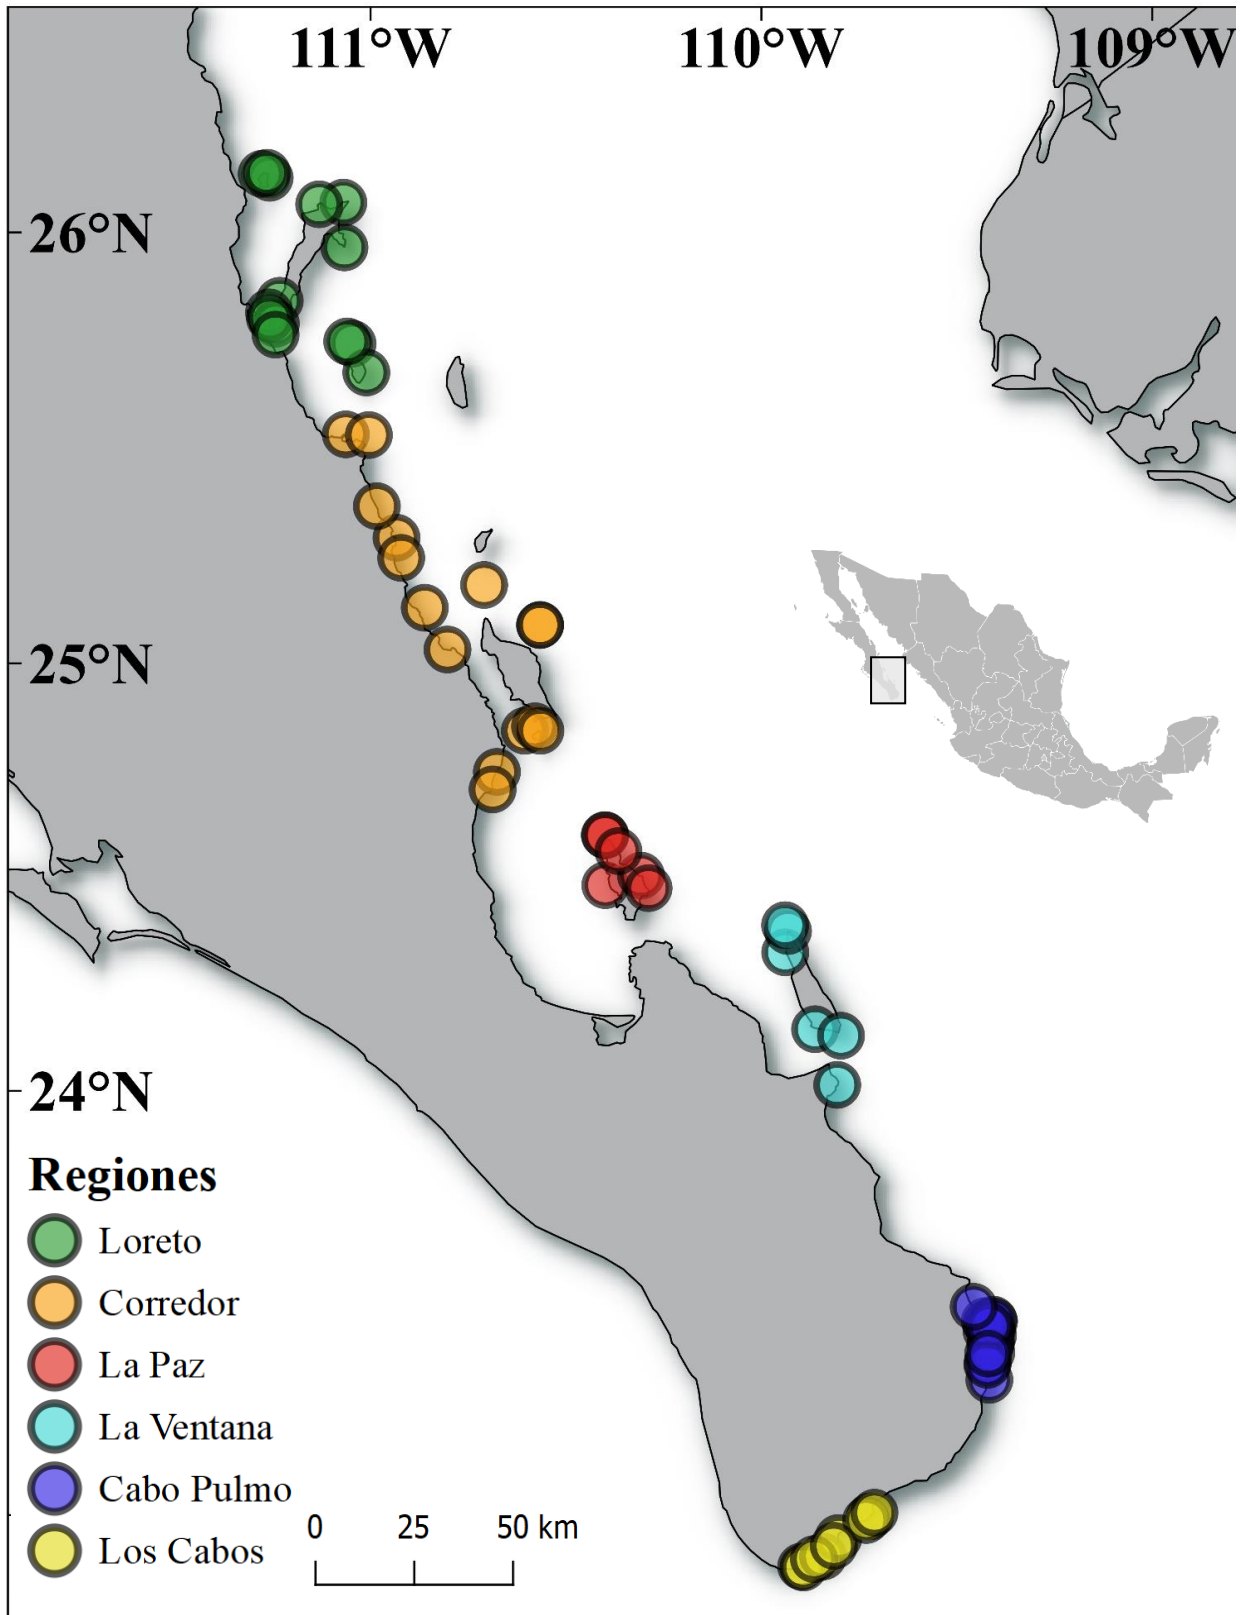 111°W 110°W 109°W
26°N
25°N
24°N
Regiones
Loreto
Corredor
La Paz
La Ventana
Cabo Pulmo
Los Cabos
0 25 50 km